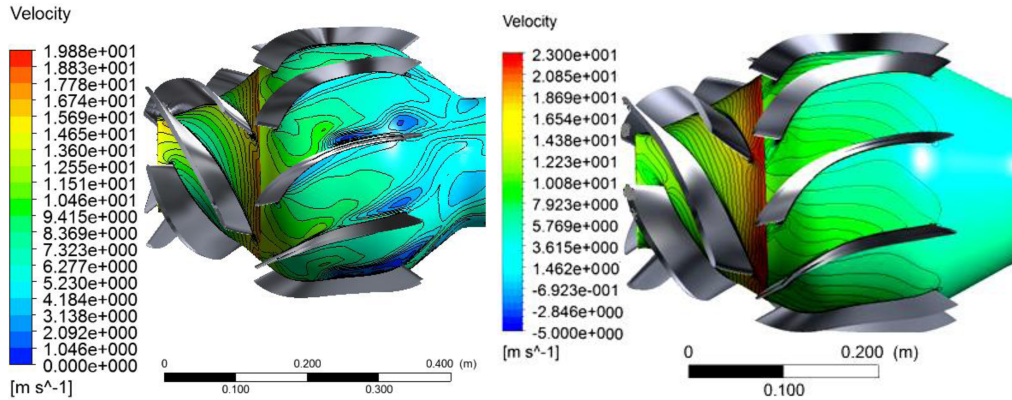 Velocity
1.988e+001
1.883e+001
1.778e+001
1.674e+001
1.569e+001
1.465e+001
1.360e+001
1.255e+001
1.151e+001
1.046e+001
9.415e+000
8.369e+000
7.323e+000
6.277e+000
5.230e+000
4.184e+000
3.138e+000
2.092e+000
1.046e+000
0.000e+000
[m s^-1]
0 0.200 0.400 (m)
0.100 0.300
Velocity
2.300e+001
2.085e+001
1.869e+001
1.654e+001
1.438e+001
1.223e+001
1.008e+001
7.923e+000
5.769e+000
3.615e+000
1.462e+000
-6.923e-001
-2.846e+000
-5.000e+000
[m s^-1]
0 0.200 (m)
0.100